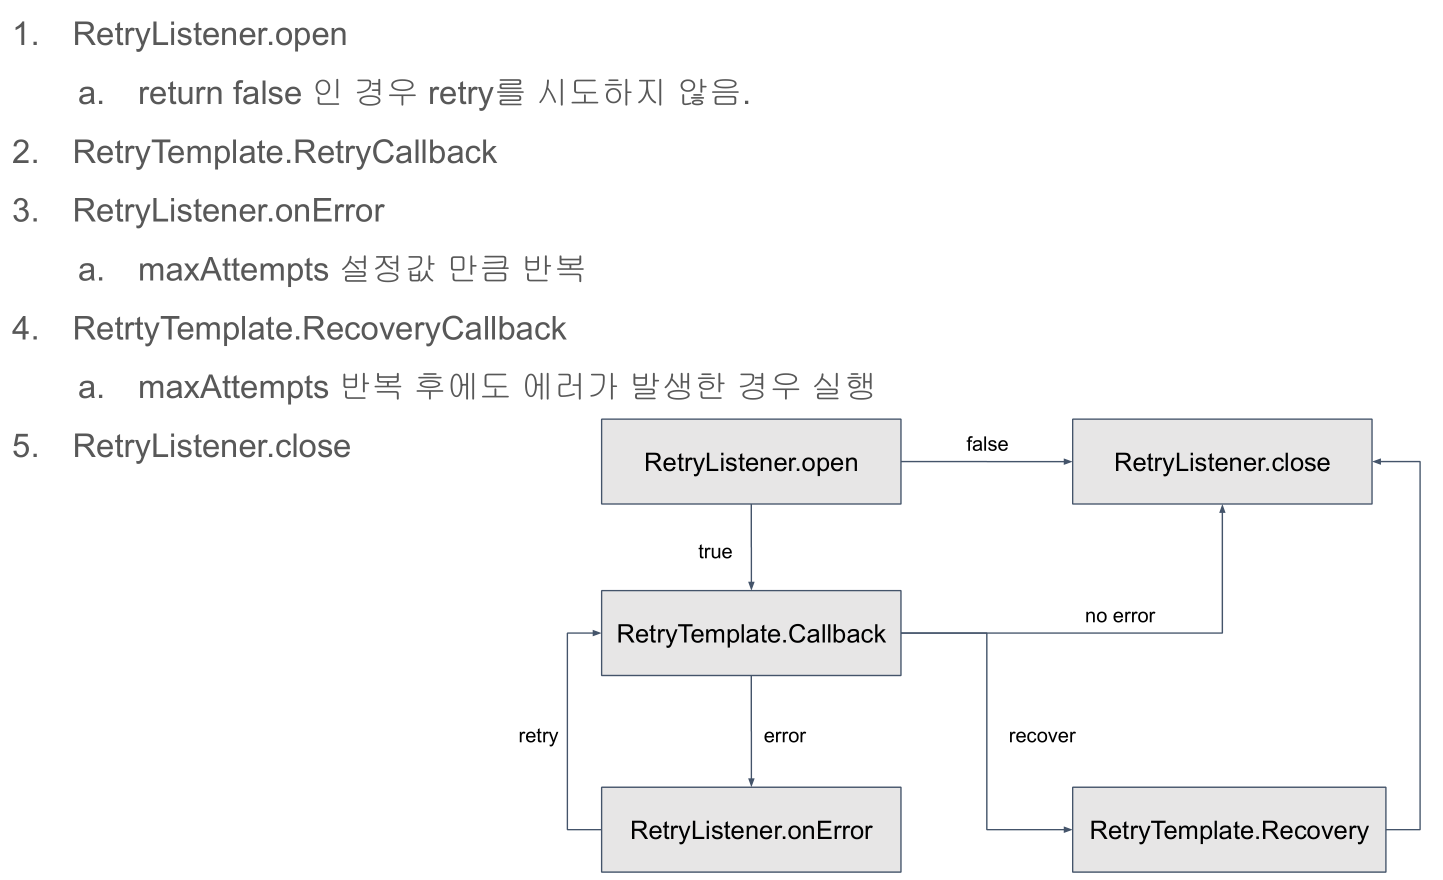 1. RetryListener.open
a. return false 인 경우 retry를 시도하지 않음.
2. RetryTemplate.RetryCallback
3. RetryListener.onError
a. maxAttempts 설정값 만큼 반복
4. RetrtyTemplate.RecoveryCallback
a. maxAttempts 반복 후에도 에러가 발생한 경우 실행
5. RetryListener.close
RetryListener.open
false
RetryListener.close
true
RetryTemplate.Callback
no error
retry
error
recover
RetryListener.onError
RetryTemplate.Recovery